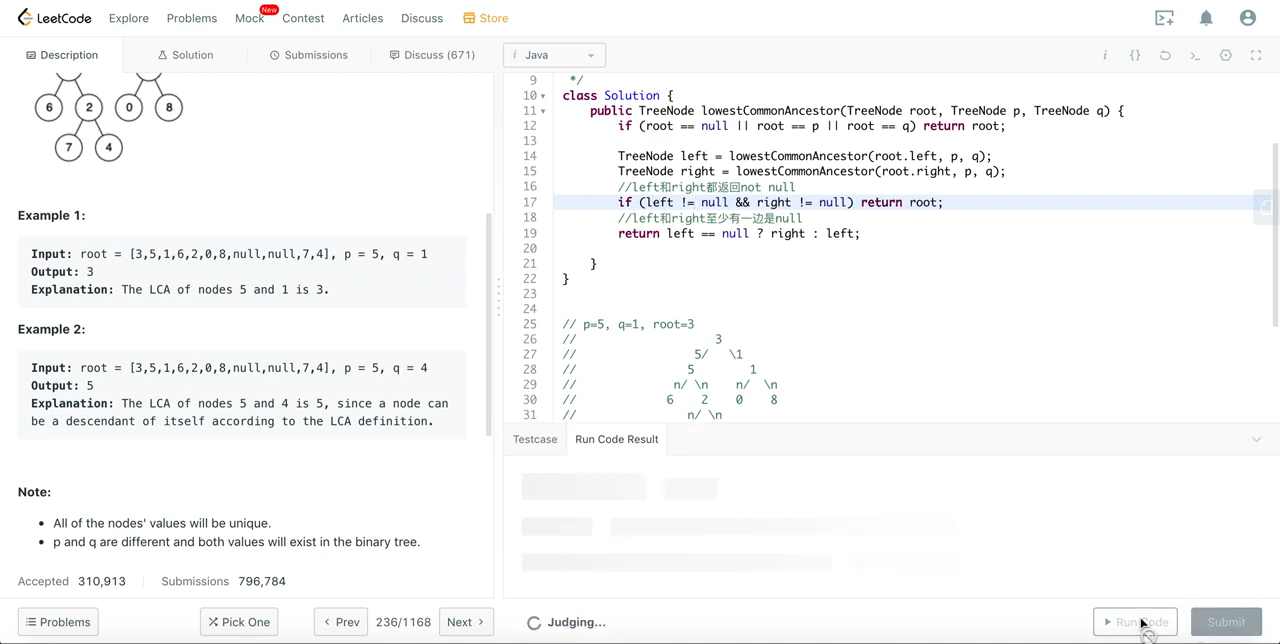 LeetCode
Explore
Problems
Mock
New
Contest
Articles
Discuss
Store
Description
Solution
Submissions
Discuss (671)
i Java
6 2 0 8
7 4
Example 1:
Input: root = [3,5,1,6,2,0,8,null,null,7,4], p = 5, q = 1
Output: 3
Explanation: The LCA of nodes 5 and 1 is 3.
Example 2:
Input: root = [3,5,1,6,2,0,8,null,null,7,4], p = 5, q = 4
Output: 5
Explanation: The LCA of nodes 5 and 4 is 5, since a node can
be a descendant of itself according to the LCA definition.
Note:
• All of the nodes' values will be unique.
• p and q are different and both values will exist in the binary tree.
Accepted 310,913 Submissions 796,784
Problems
Pick One
Prev
236/1168
Next
9 */
10 class Solution {
11 public TreeNode lowestCommonAncestor(TreeNode root, TreeNode p, TreeNode q) {
12 if (root == null || root == p || root == q) return root;
13
14 TreeNode left = lowestCommonAncestor(root.left, p, q);
15 TreeNode right = lowestCommonAncestor(root.right, p, q);
16 //left和right都返回not null
17 if (left != null && right != null) return root;
18 //left和right至少有一边是null
19 return left == null ? right : left;
20
21 }
22 }
23
24
25 // p=5, q=1, root=3
26 // 3
27 // 5/ \1
28 // 5 1
29 // n/ \n n/ \n
30 // 6 2 0 8
31 // n/ \n
Testcase
Run Code Result
Judging...
Run Code
Submit